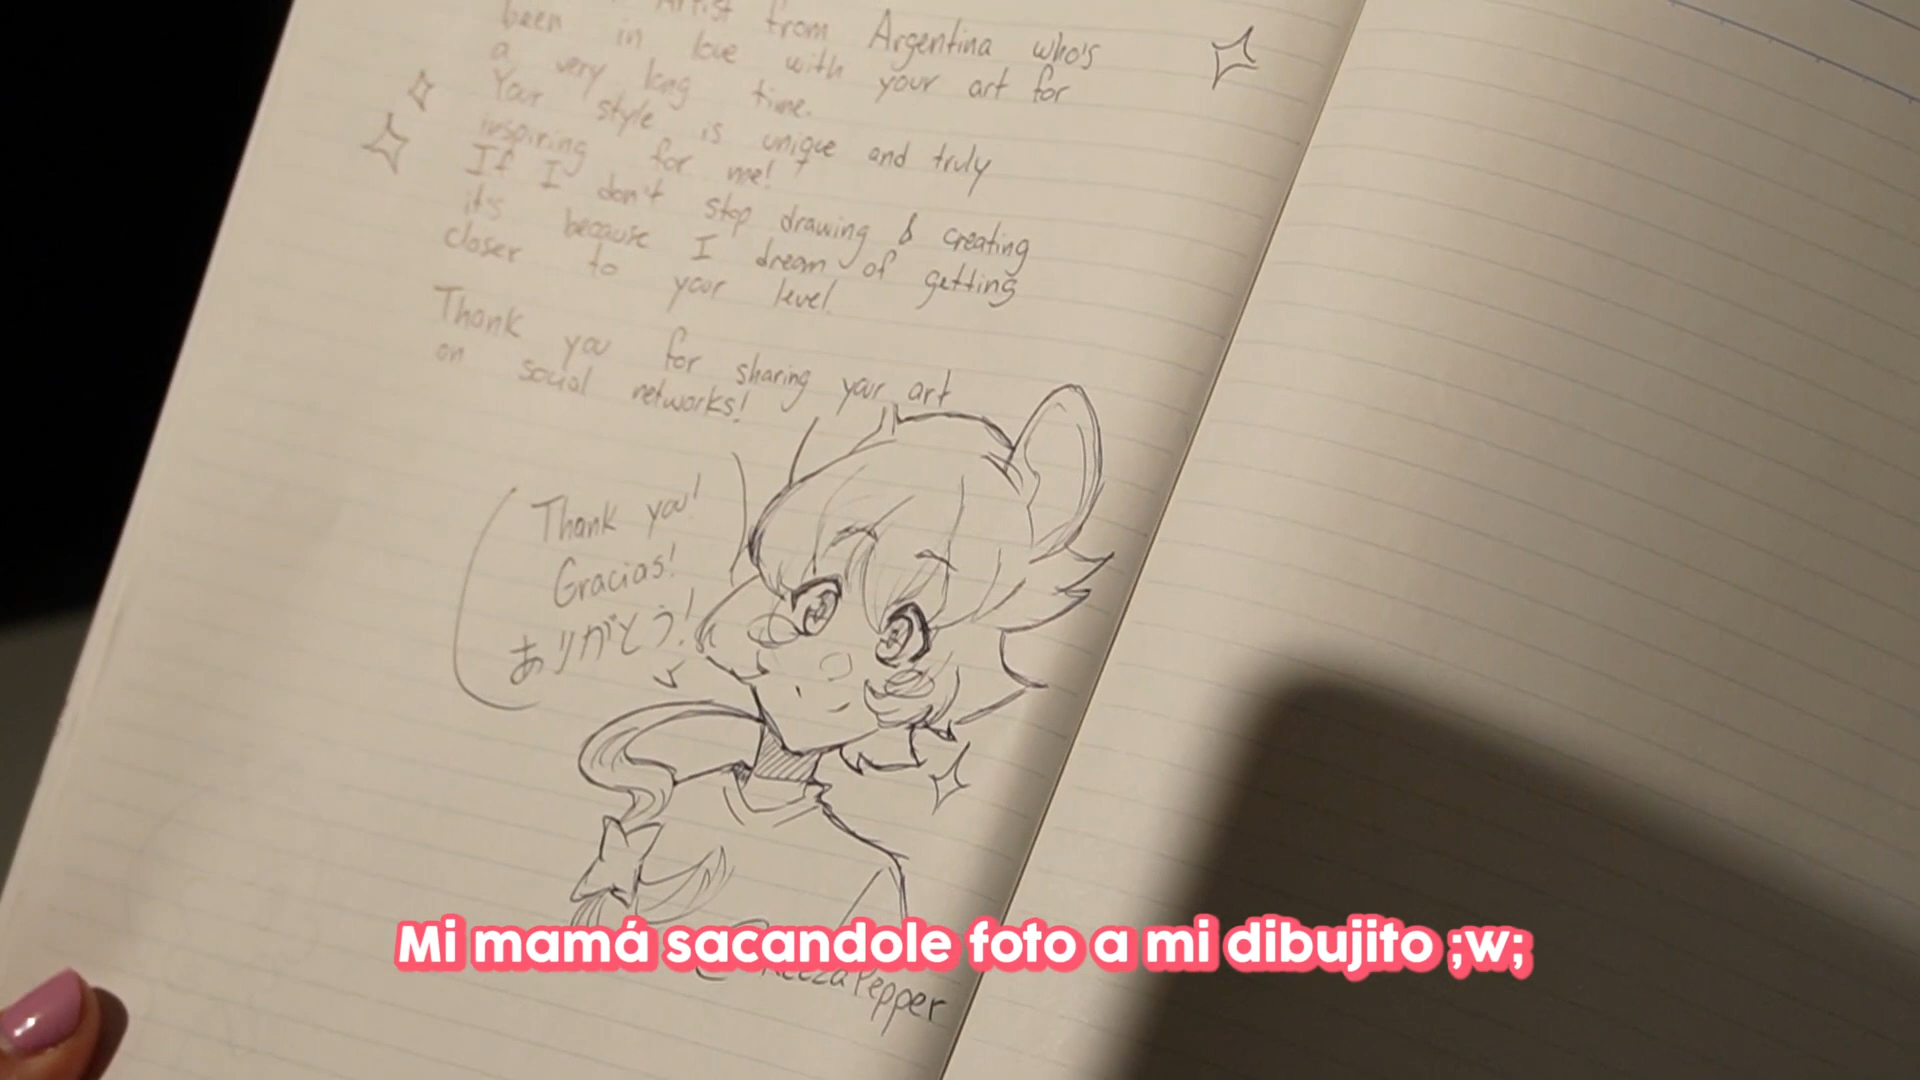 Artist from Argentina who's
been in love with your art for
a very long time.
Your style is unique and truly
inspiring for me!
If I don't stop drawing & creating
it's because I dream of getting
closer to your level.
Thank you for sharing your art
on social networks!
Thank you!
Gracias!
ありがとう!
Mi mamá sacandole foto a mi dibujito ;w;
Pepper